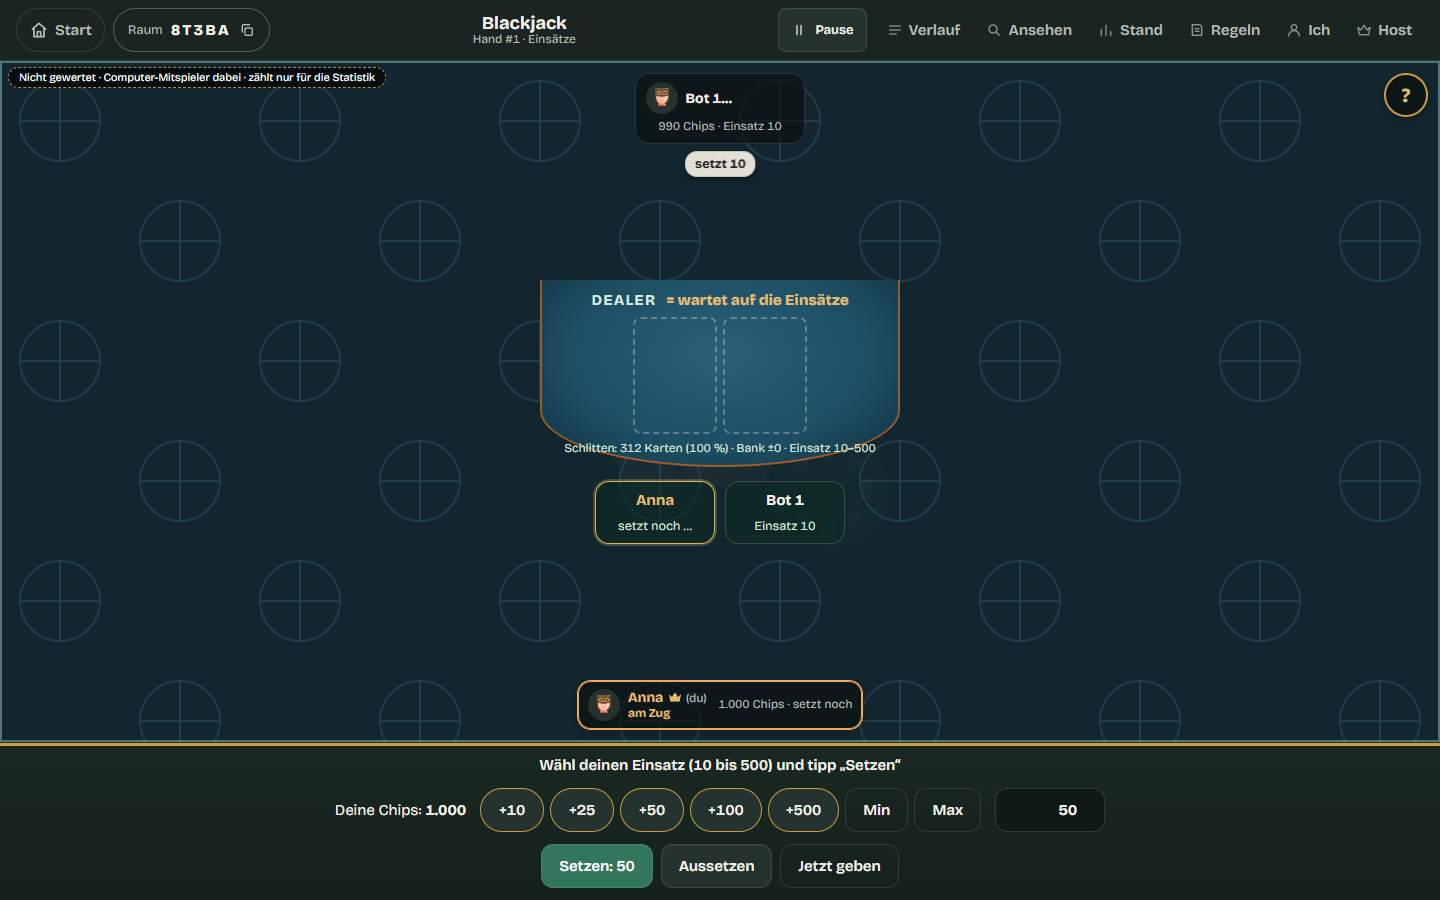 Start
Raum 8T3BA
Blackjack
Hand #1 · Einsätze
Pause
Verlauf
Ansehen
Stand
Regeln
Ich
Host
Nicht gewertet · Computer-Mitspieler dabei · zählt nur für die Statistik
?
Bot 1...
990 Chips · Einsatz 10
setzt 10
DEALER = wartet auf die Einsätze
Schlitten: 312 Karten (100 %) · Bank ±0 · Einsatz 10–500
Anna
setzt noch ...
Bot 1
Einsatz 10
Anna (du)
am Zug
1.000 Chips · setzt noch
Wähl deinen Einsatz (10 bis 500) und tipp „Setzen“
Deine Chips: 1.000
+10
+25
+50
+100
+500
Min
Max
50
Setzen: 50
Aussetzen
Jetzt geben